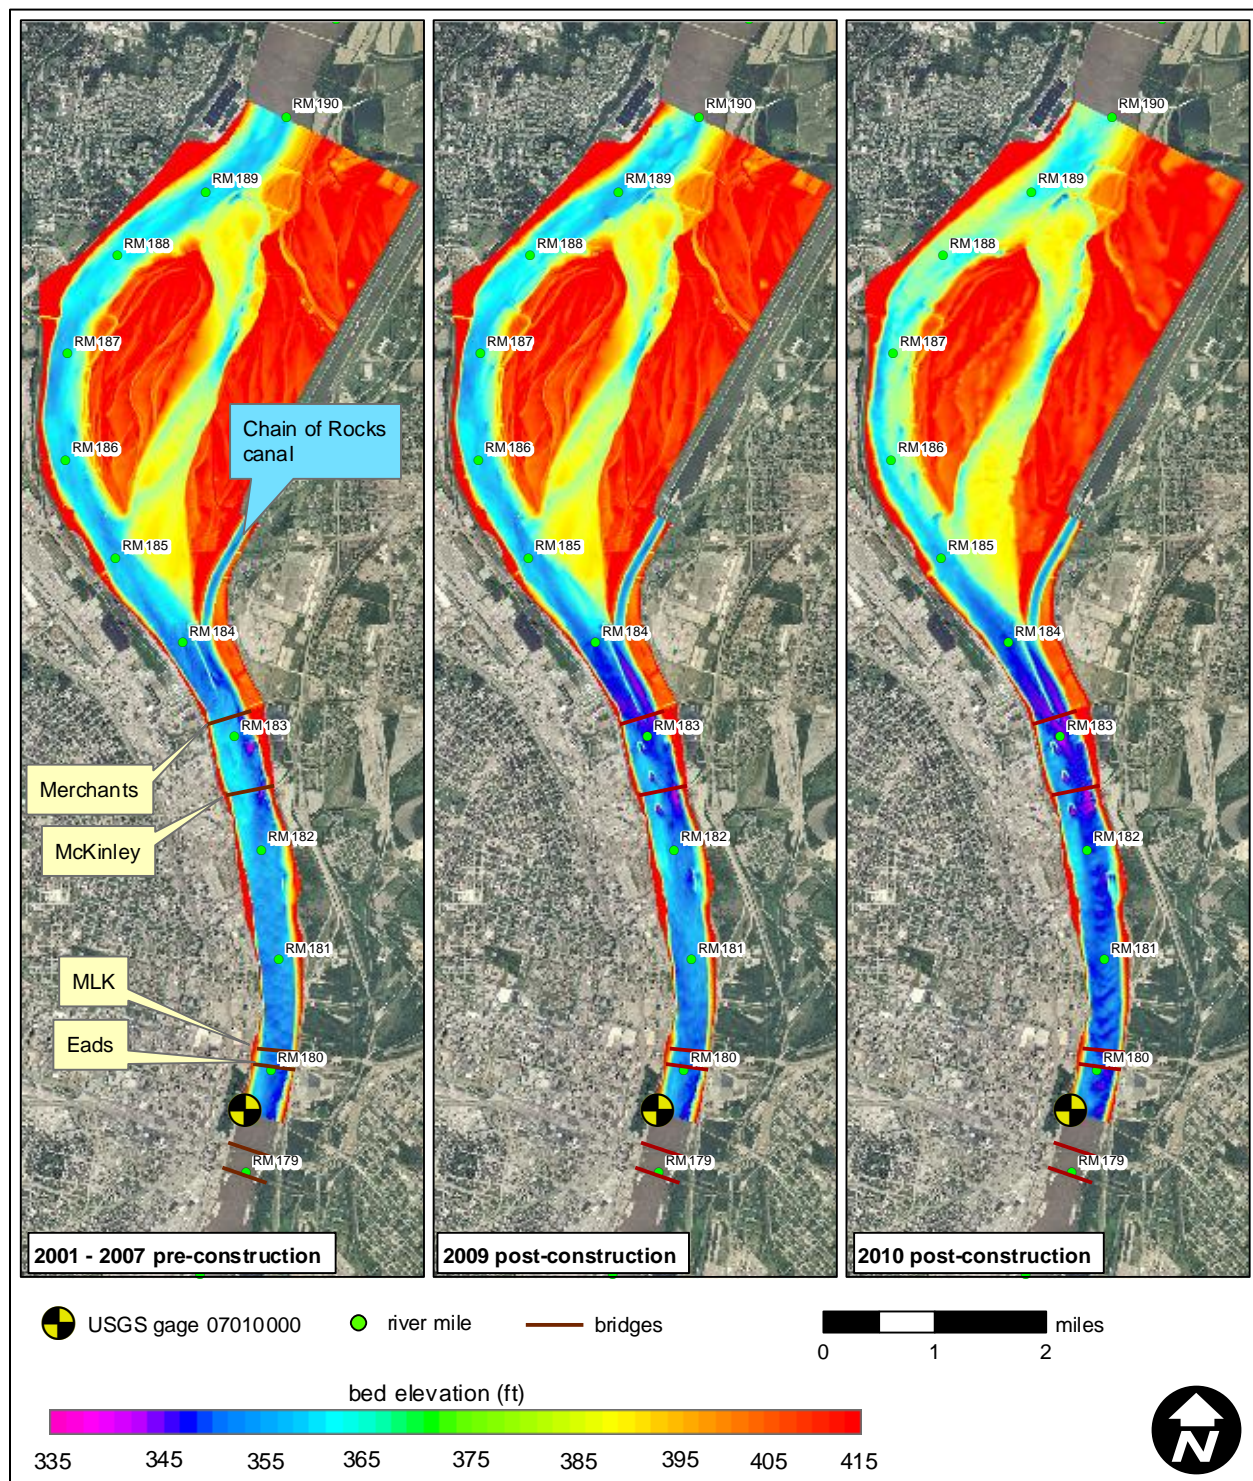 RM 190
RM 189
RM 188
RM 187
RM 186
Chain of Rocks
canal
RM 185
RM 184
RM 183
Merchants
McKinley
RM 182
RM 181
MLK
Eads
RM 180
RM 179
2001 - 2007 pre-construction
RM 190
RM 189
RM 188
RM 187
RM 186
RM 185
RM 184
RM 183
RM 182
RM 181
RM 180
RM 179
2009 post-construction
RM 190
RM 189
RM 188
RM 187
RM 186
RM 185
RM 184
RM 183
RM 182
RM 181
RM 180
RM 179
2010 post-construction
USGS gage 07010000
river mile
bridges
miles
0 1 2
bed elevation (ft)
335 345 355 365 375 385 395 405 415
N